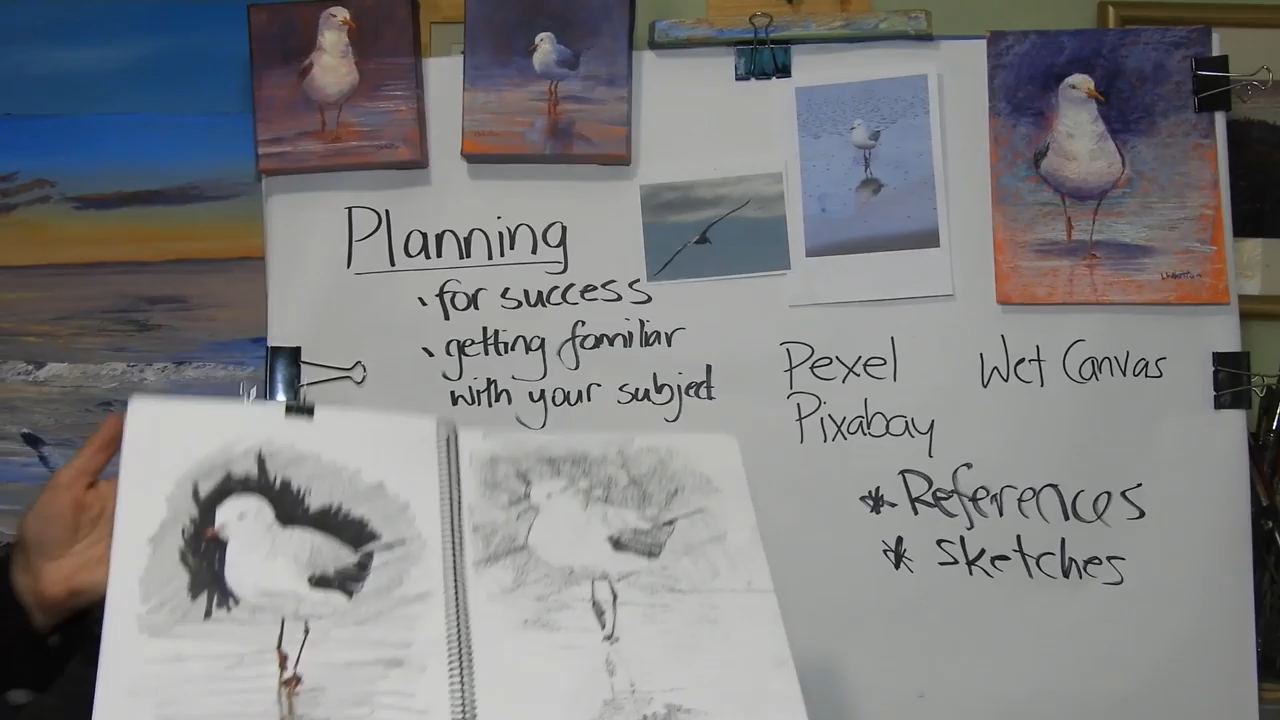 Planning
for success
getting familiar
with your subject
Pexel
Pixabay
Wet Canvas
* References
* Sketches